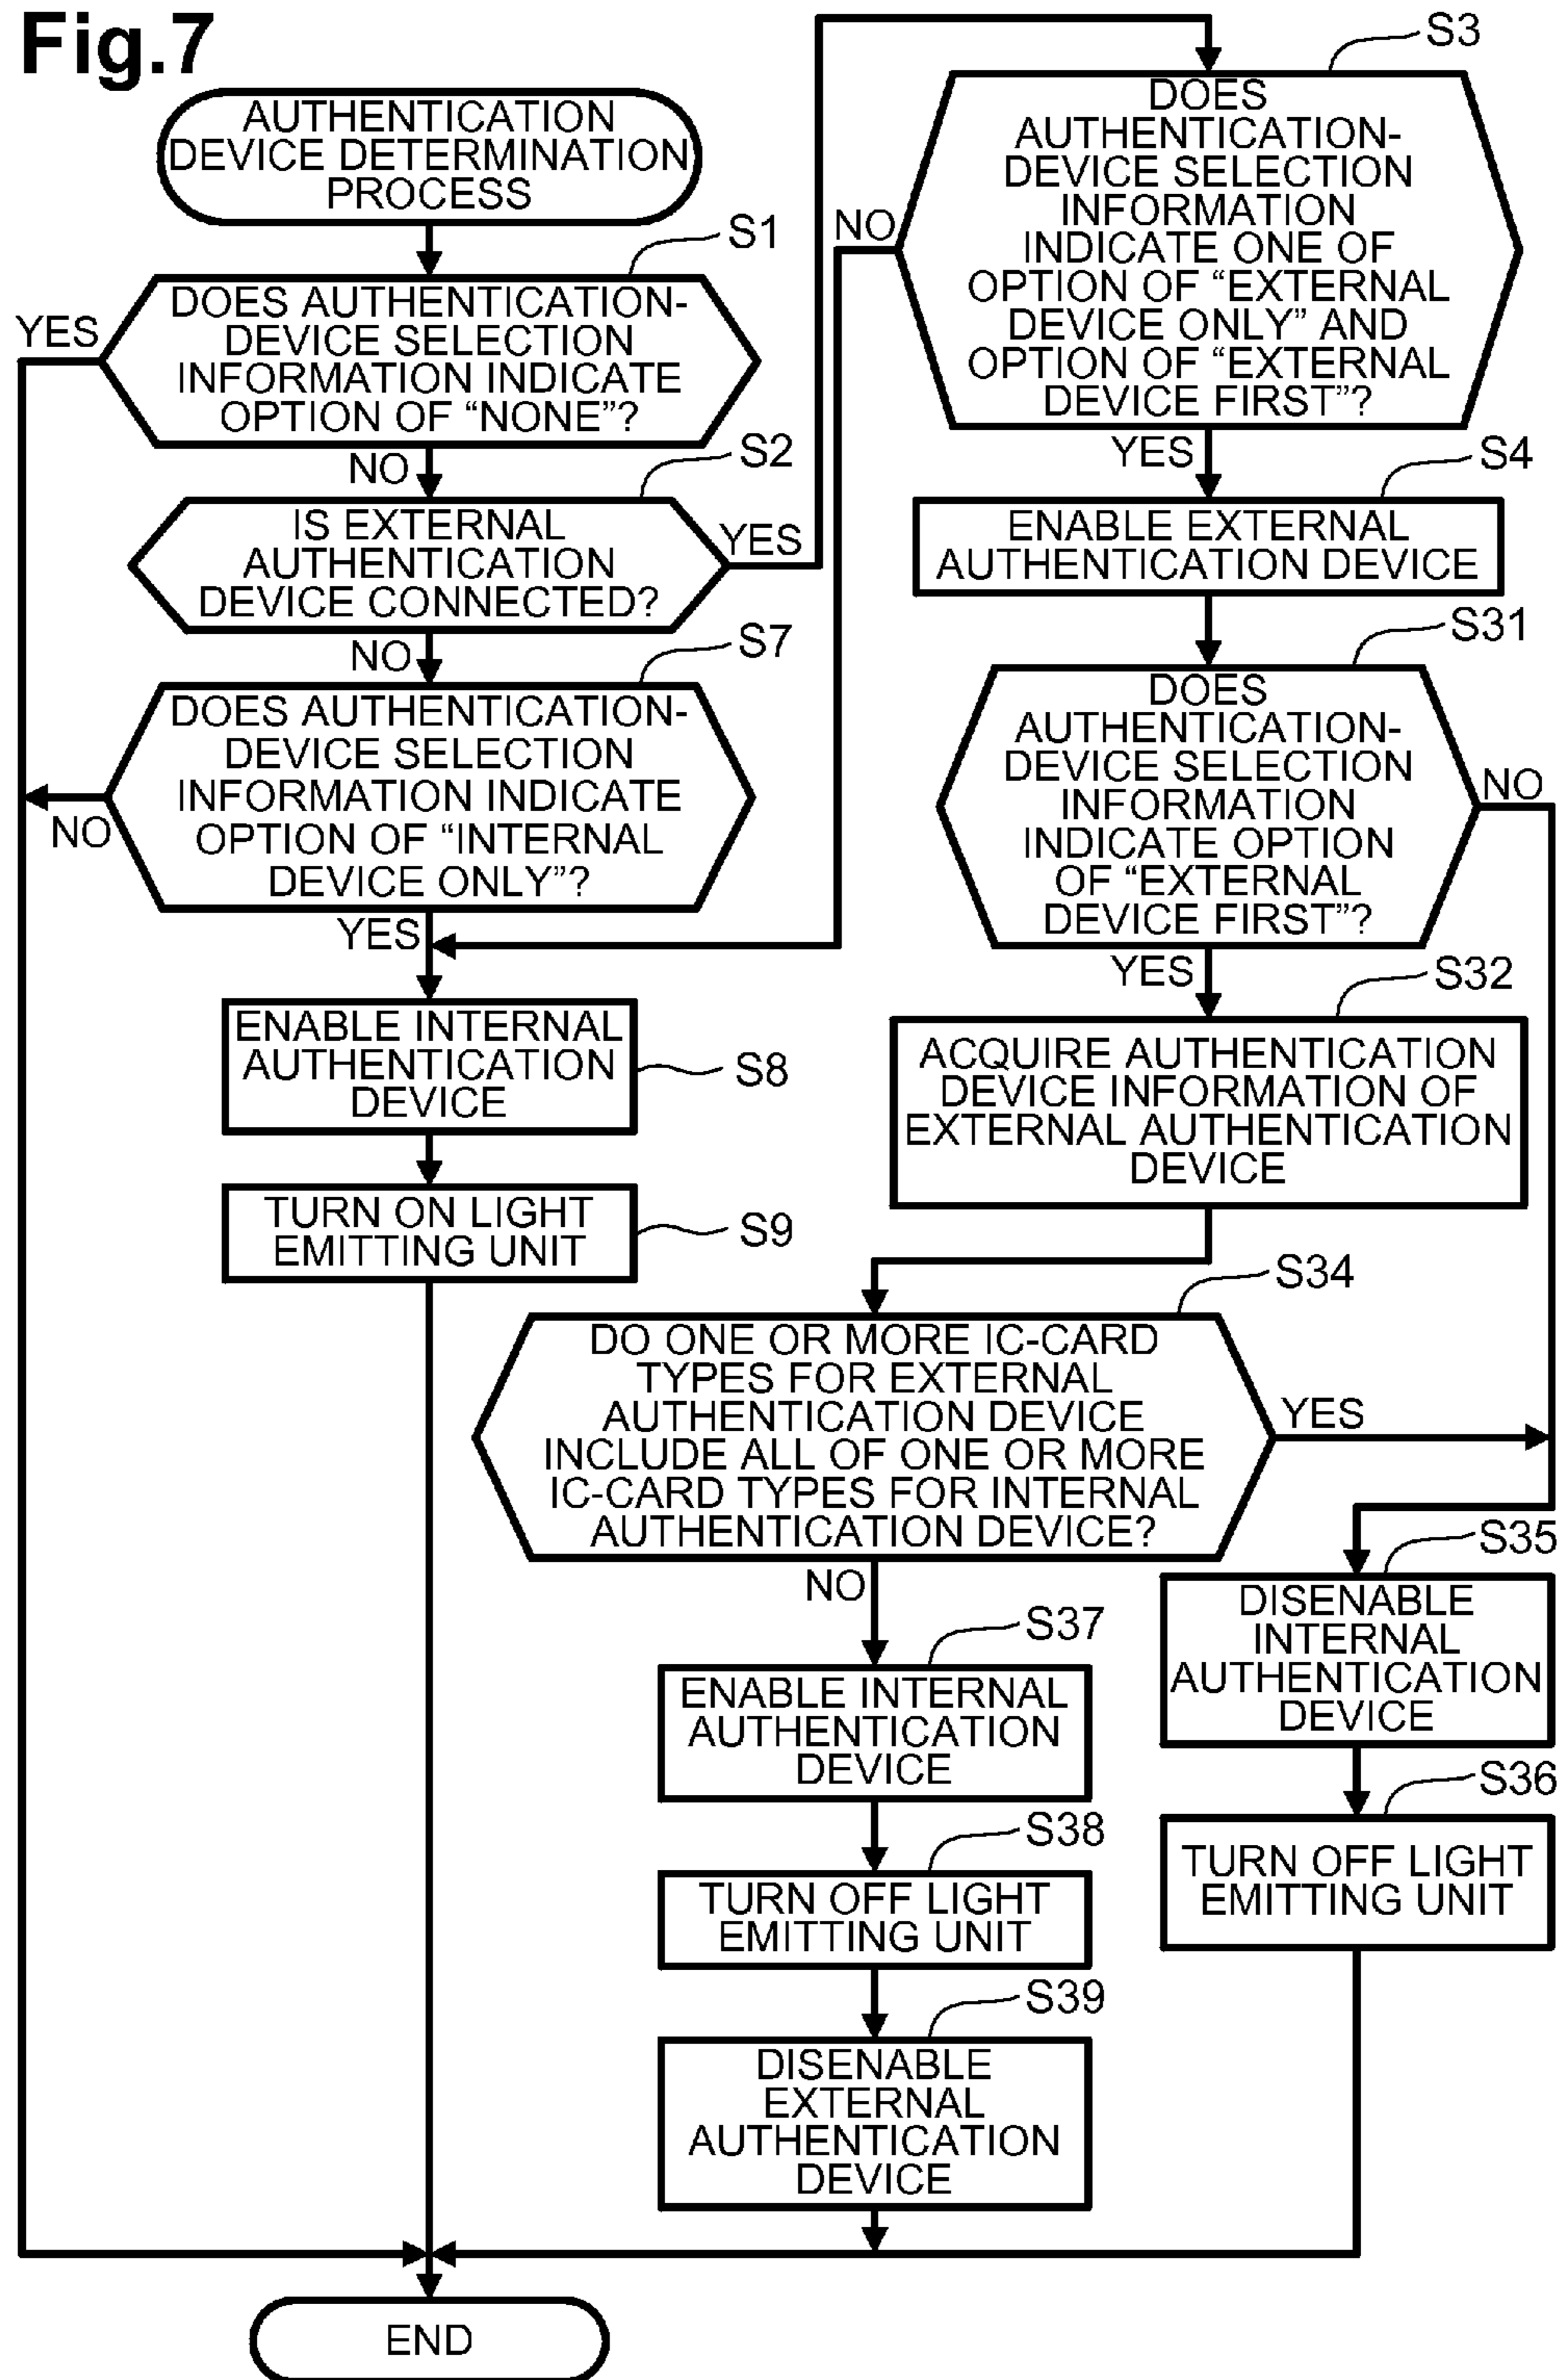 Fig.7
AUTHENTICATION
DEVICE DETERMINATION
PROCESS
S1
DOES AUTHENTICATION-
DEVICE SELECTION
INFORMATION INDICATE
OPTION OF “NONE”?
YES
NO
S2
IS EXTERNAL
AUTHENTICATION
DEVICE CONNECTED?
YES
NO
S7
DOES AUTHENTICATION-
DEVICE SELECTION
INFORMATION INDICATE
OPTION OF “INTERNAL
DEVICE ONLY”?
NO
YES
ENABLE INTERNAL
AUTHENTICATION
DEVICE
S8
TURN ON LIGHT
EMITTING UNIT
S9
S3
DOES
AUTHENTICATION-
DEVICE SELECTION
INFORMATION
INDICATE ONE OF
OPTION OF “EXTERNAL
DEVICE ONLY” AND
OPTION OF “EXTERNAL
DEVICE FIRST”?
NO
YES
S4
ENABLE EXTERNAL
AUTHENTICATION DEVICE
S31
DOES
AUTHENTICATION-
DEVICE SELECTION
INFORMATION
INDICATE OPTION
OF “EXTERNAL
DEVICE FIRST”?
NO
YES
S32
ACQUIRE AUTHENTICATION
DEVICE INFORMATION OF
EXTERNAL AUTHENTICATION
DEVICE
S34
DO ONE OR MORE IC-CARD
TYPES FOR EXTERNAL
AUTHENTICATION DEVICE
INCLUDE ALL OF ONE OR MORE
IC-CARD TYPES FOR INTERNAL
AUTHENTICATION DEVICE?
YES
NO
S35
DISENABLE
INTERNAL
AUTHENTICATION
DEVICE
S36
TURN OFF LIGHT
EMITTING UNIT
S37
ENABLE INTERNAL
AUTHENTICATION
DEVICE
S38
TURN OFF LIGHT
EMITTING UNIT
S39
DISENABLE
EXTERNAL
AUTHENTICATION
DEVICE
END